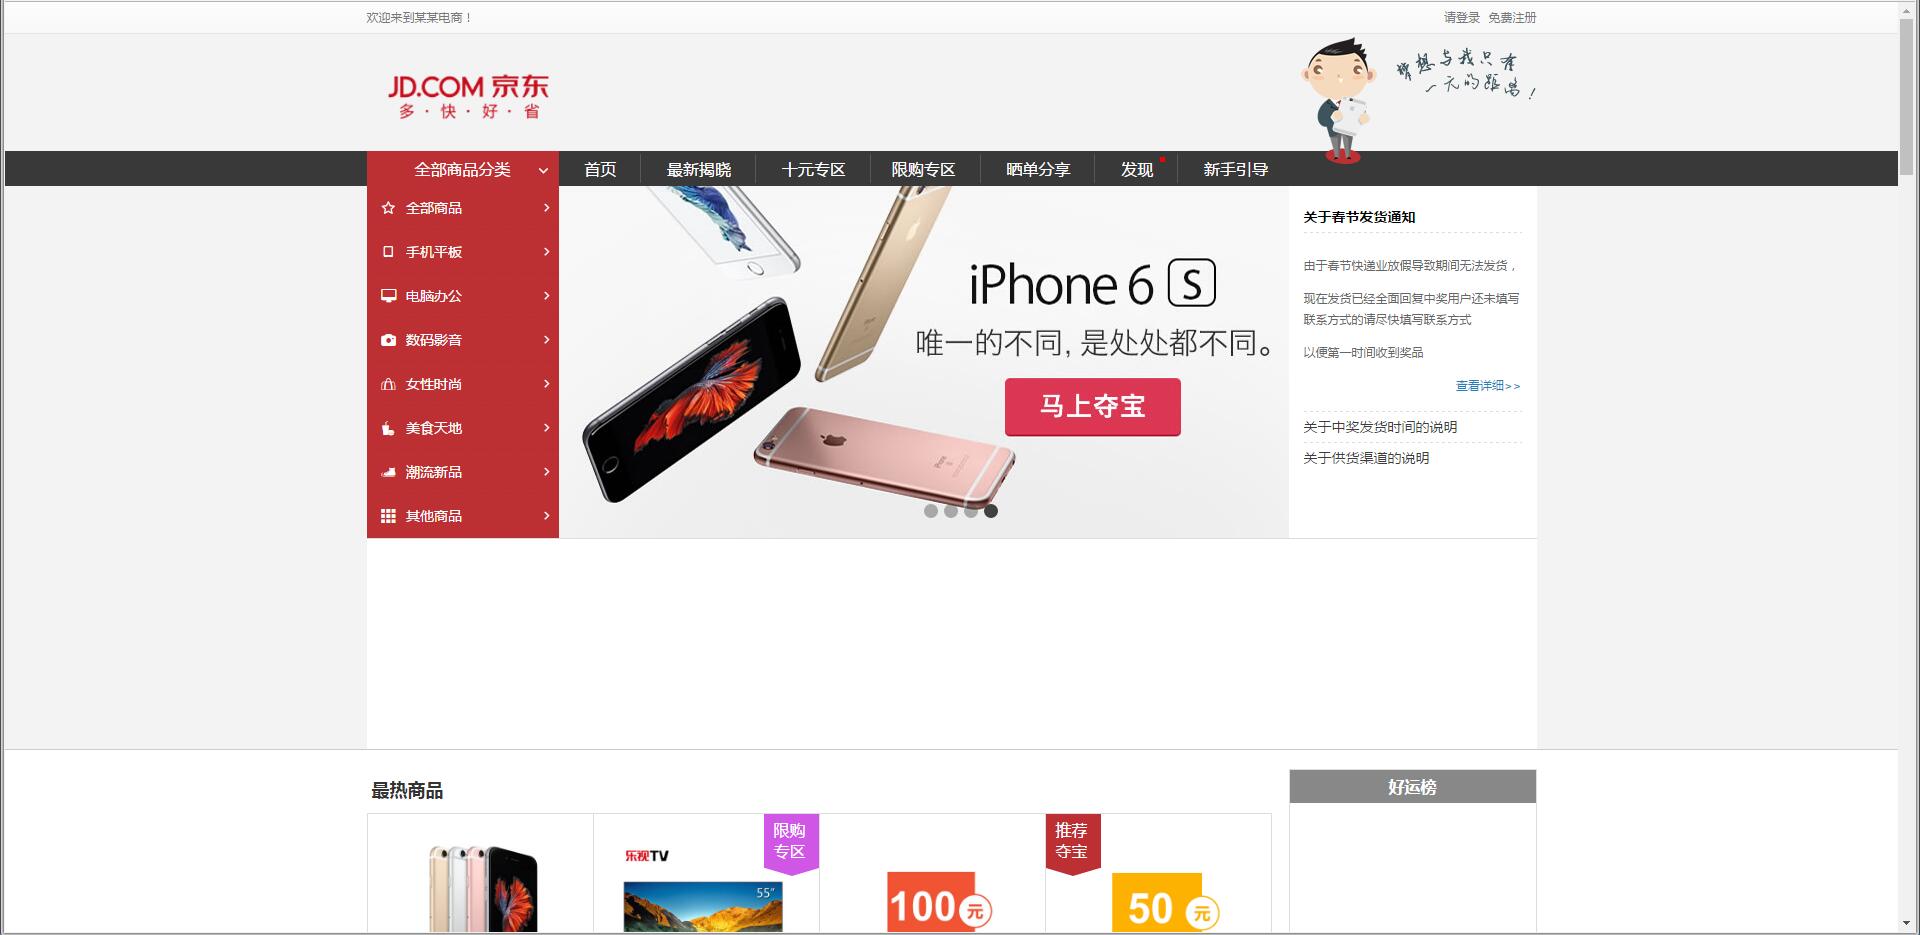 欢迎来到某某电商！
请登录 免费注册
JD.COM 京东
多·快·好·省
梦想与我只有
一元的距离！
全部商品分类
首页
最新揭晓
十元专区
限购专区
晒单分享
发现
新手引导
全部商品
手机平板
电脑办公
数码影音
女性时尚
美食天地
潮流新品
其他商品
iPhone 6 S
唯一的不同, 是处处都不同。
马上夺宝
iPhone
关于春节发货通知
由于春节快递业放假导致期间无法发货，
现在发货已经全面回复中奖用户还未填写
联系方式的请尽快填写联系方式
以便第一时间收到奖品
查看详细>>
关于中奖发货时间的说明
关于供货渠道的说明
最热商品
好运榜
乐视TV
55"
限购
专区
100元
推荐
夺宝
50元